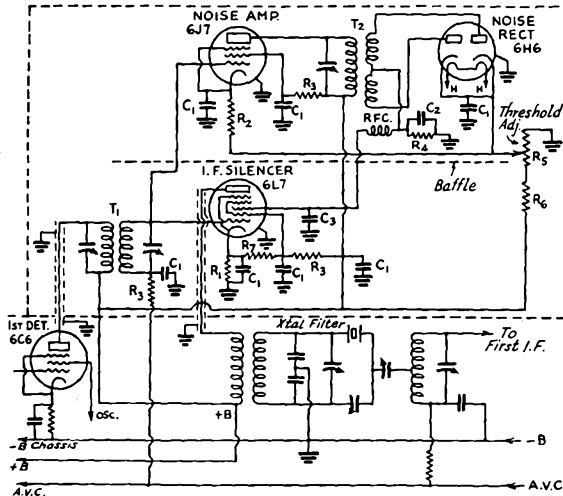 NOISE AMP.
6J7
T2
NOISE
RECT
6H6
C1
R2
C1
R3
R.F.C.
C2
R4
H
H
C1
Threshold
Adj.
R5
R6
Baffle
I.F. SILENCER
6L7
T1
C3
R7
R3
R1
C1
C1
C1
C1
R3
1ST DET.
6C6
OSC.
Xtal Filter
To
First I.F.
+B
-B Chassis
-B
+B
A.V.C.
A.V.C.